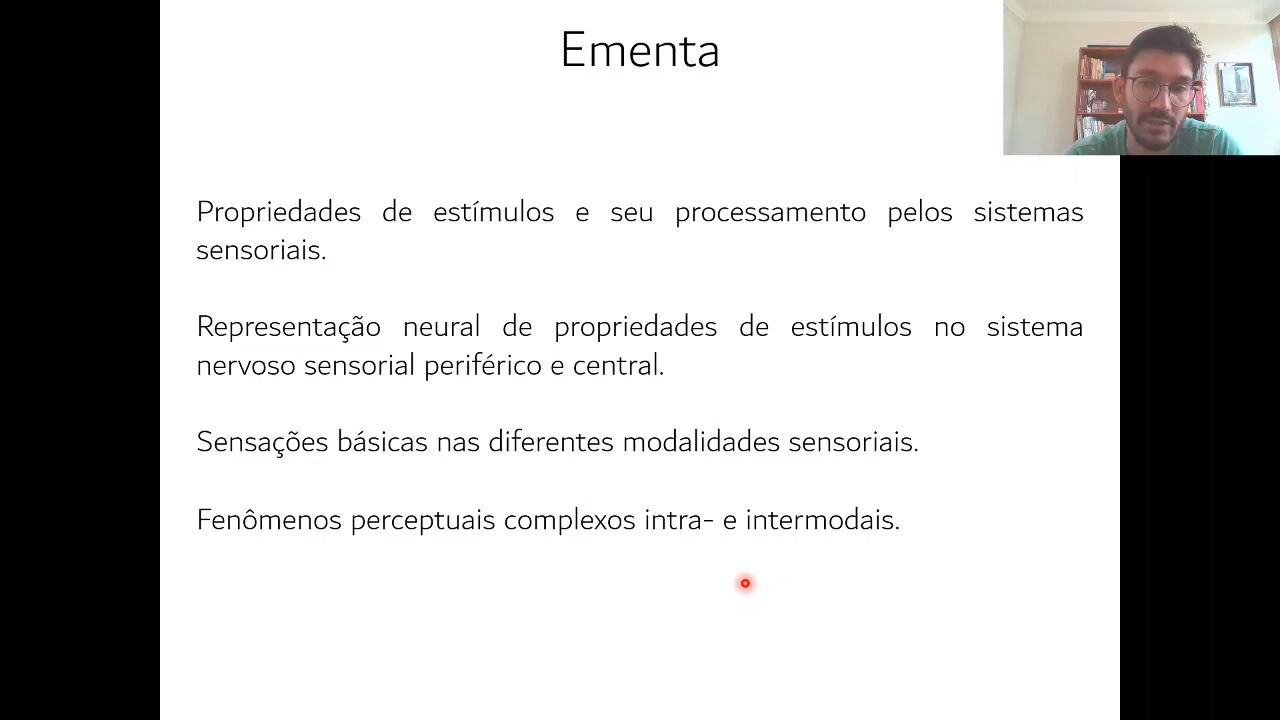 Ementa
Propriedades de estímulos e seu processamento pelos sistemas
sensoriais.
Representação neural de propriedades de estímulos no sistema
nervoso sensorial periférico e central.
Sensações básicas nas diferentes modalidades sensoriais.
Fenômenos perceptuais complexos intra- e intermodais.